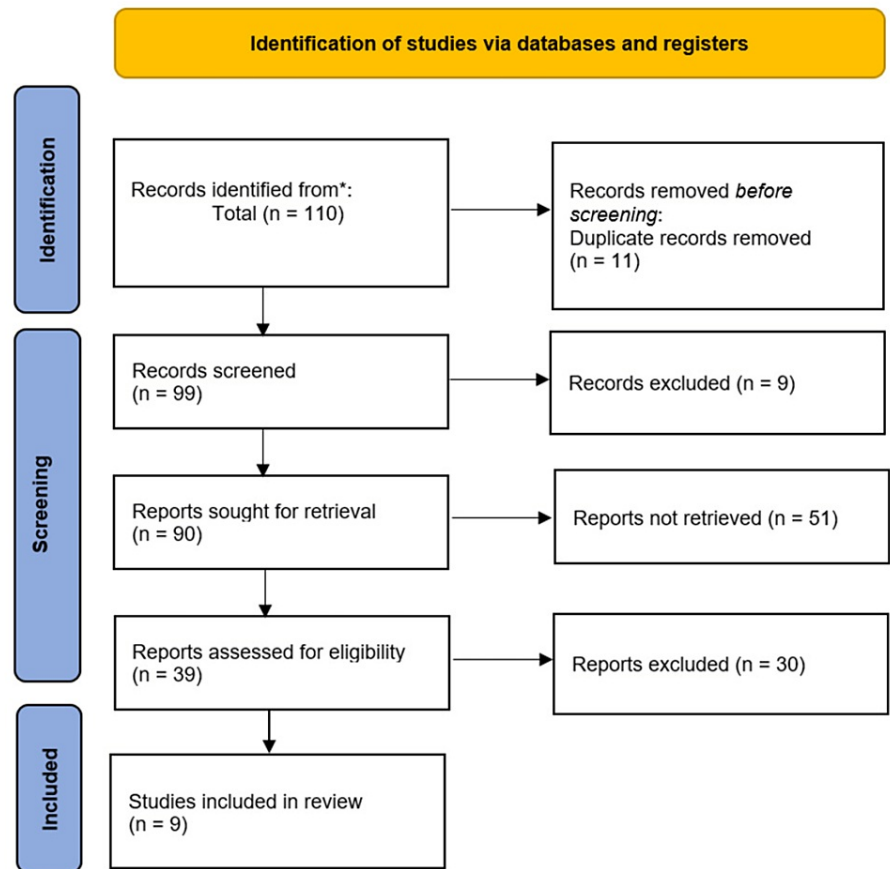 Identification of studies via databases and registers
Identification
Records identified from*:
Total (n = 110)
Records removed before
screening:
Duplicate records removed
(n = 11)
Screening
Records screened
(n = 99)
Records excluded (n = 9)
Reports sought for retrieval
(n = 90)
Reports not retrieved (n = 51)
Reports assessed for eligibility
(n = 39)
Reports excluded (n = 30)
Included
Studies included in review
(n = 9)